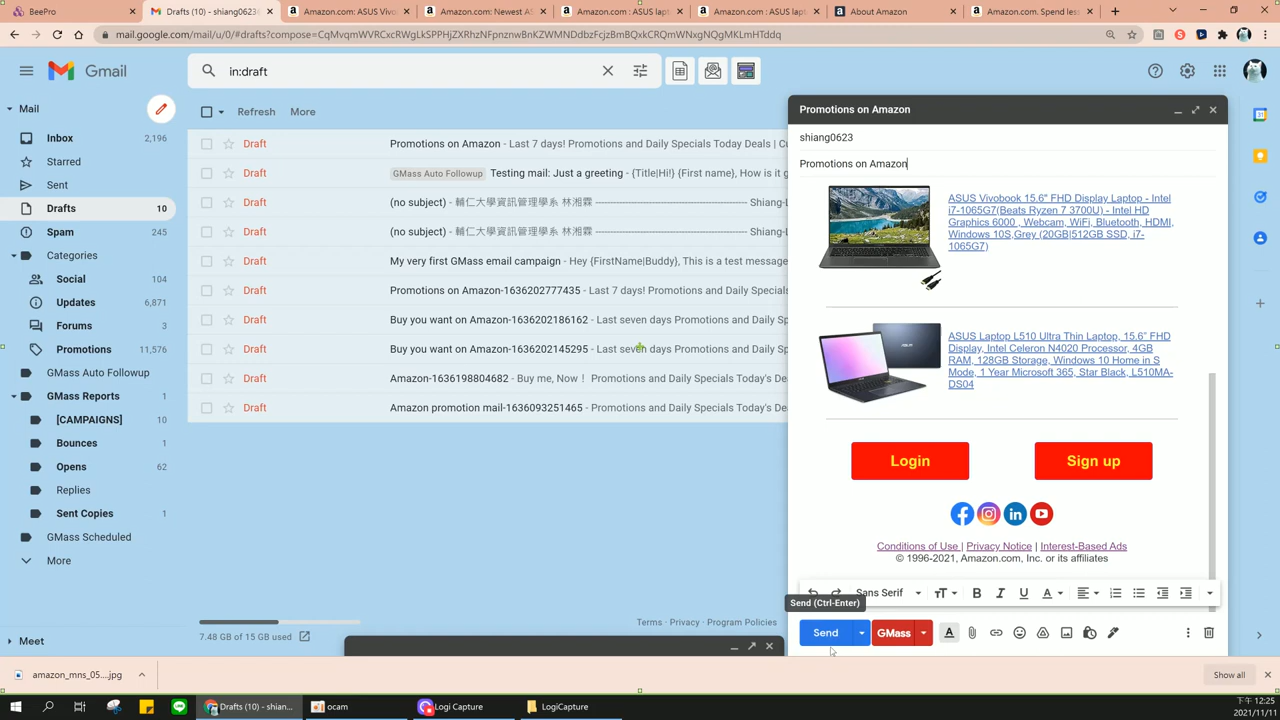 BeePro
Drafts (10) - shiang0623
Amazon.com: ASUS Vivo
Amazon.com: Newest AS
Amazon.com : ASUS lapt
Amazon.com : ASUS lapt
About Amazon
Amazon.com. Spend less
mail.google.com/mail/u/0/#drafts?compose=
Gmail
in:draft
Mail
Refresh More
Inbox 2,196
Starred
Sent
Drafts 10
Spam 245
Categories
Social 104
Updates 6,871
Forums 3
Promotions 11,576
GMass Auto Followup
GMass Reports 1
[CAMPAIGNS] 10
Bounces 1
Opens 62
Replies
Sent Copies 1
GMass Scheduled
More
7.48 GB of 15 GB used
Terms · Privacy · Program Policies
Meet
Draft Promotions on Amazon - Last 7 days! Promotions and Daily Specials Today Deals | Cu
Draft GMass Auto Followup Testing mail: Just a greeting - {Title|Hi!} {First name}, How is it g
Draft (no subject) - 輔仁大學資訊管理學系 林湘霖 ---------------------------------------- Shiang-L
Draft (no subject) - 輔仁大學資訊管理學系 林湘霖 ---------------------------------------- Shiang-L
Draft My very first GMass email campaign - Hey {FirstName|Buddy}, This is a test message
Draft Promotions on Amazon-1636202777435 - Last 7 days! Promotions and Daily Specials
Draft Buy you want on Amazon-1636202186162 - Last seven days Promotions and Daily
Draft Buy you want on Amazon-1636202145295 - Last seven days Promotions and Daily
Draft Amazon-1636198804682 - Buy me, Now！ Promotions and Daily Specials Today's De
Draft Amazon promotion mail-1636093251465 - Promotions and Daily Specials Today's D
Promotions on Amazon
shiang0623
Promotions on Amazon
ASUS Vivobook 15.6" FHD Display Laptop - Intel
i7-1065G7(Beats Ryzen 7 3700U) - Intel HD
Graphics 6000 , Webcam, WiFi, Bluetooth, HDMI,
Windows 10S,Grey (20GB|512GB SSD, i7-
1065G7)
ASUS Laptop L510 Ultra Thin Laptop, 15.6" FHD
Display, Intel Celeron N4020 Processor, 4GB
RAM, 128GB Storage, Windows 10 Home in S
Mode, 1 Year Microsoft 365, Star Black, L510MA-
DS04
Login Sign up
Conditions of Use | Privacy Notice | Interest-Based Ads
© 1996-2021, Amazon.com, Inc. or its affiliates
Sans Serif
Send (Ctrl-Enter)
Send GMass
amazon_mns_05....jpg
Show all
Drafts (10) - shian...
ocam
Logi Capture
LogiCapture
下午 12:25
2021/11/11